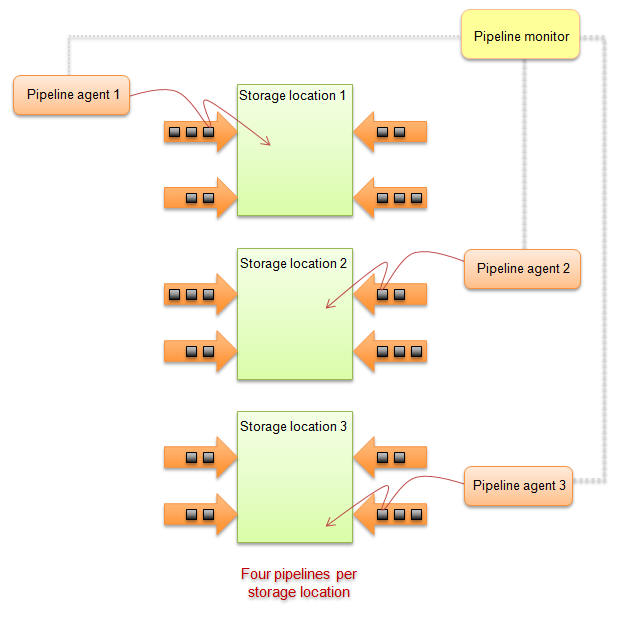 Pipeline monitor
Pipeline agent 1
Storage location 1
Storage location 2
Pipeline agent 2
Storage location 3
Pipeline agent 3
Four pipelines per
storage location